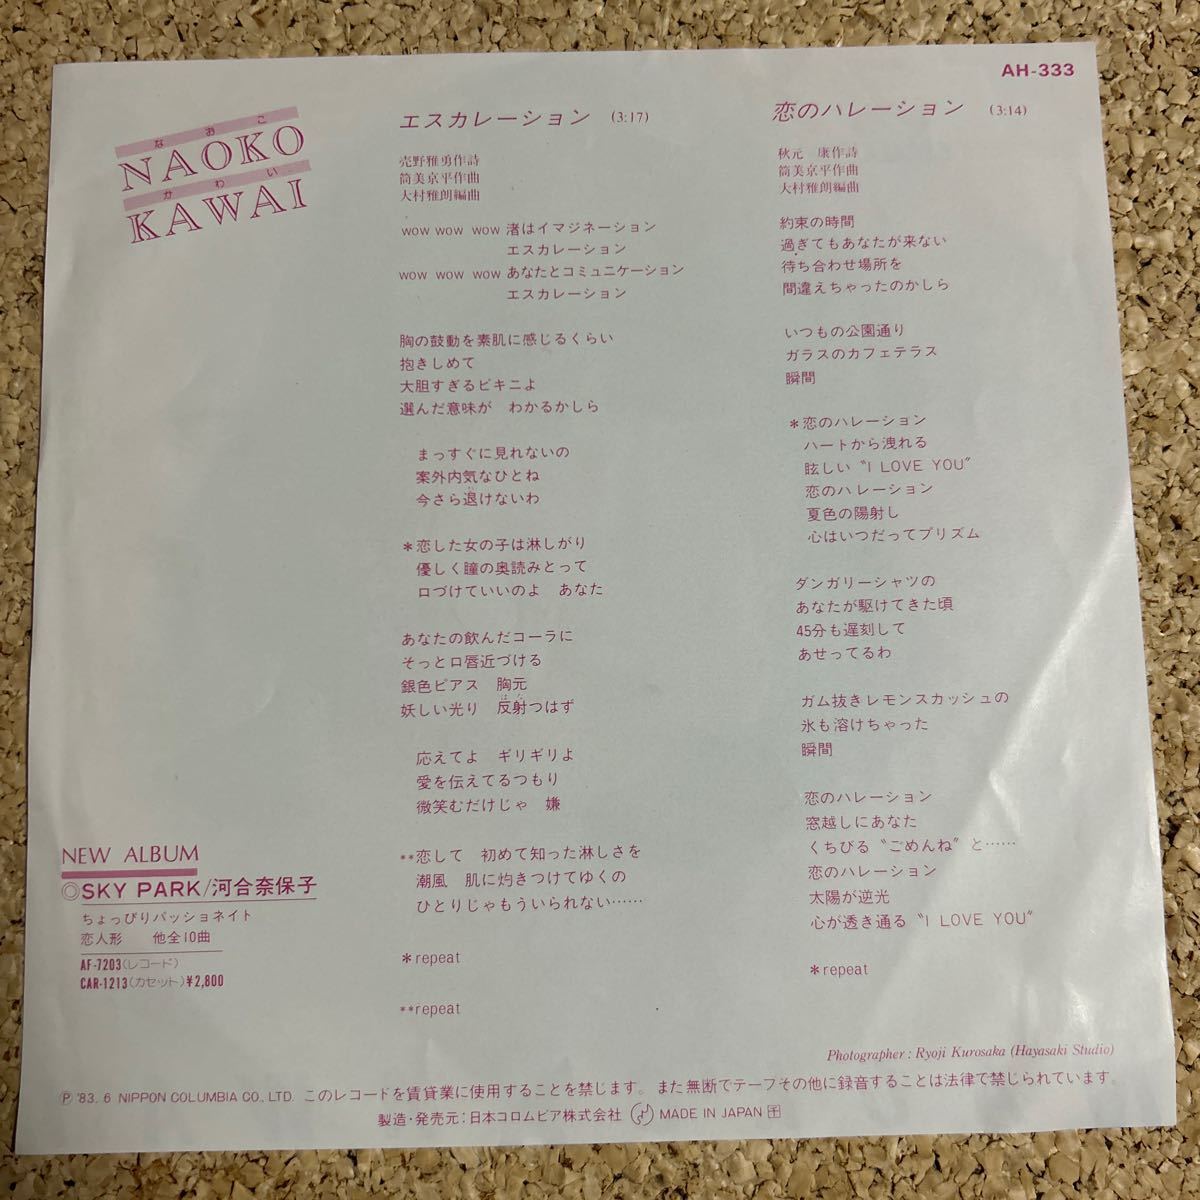 AH-333
なおこ
NAOKO
かわい
KAWAI
エスカレーション (3:17)
売野雅勇作詩
筒美京平作曲
大村雅朗編曲
wow wow wow 渚はイマジネーション
エスカレーション
wow wow wow あなたとコミュニケーション
エスカレーション
胸の鼓動を素肌に感じるくらい
抱きしめて
大胆すぎるビキニよ
選んだ意味が わかるかしら
まっすぐに見れないの
案外内気なひとね
今さら退けないわ
*恋した女の子は淋しがり
優しく瞳の奥読みとって
口づけていいのよ あなた
あなたの飲んだコーラに
そっと口唇近づける
銀色ピアス 胸元
妖しい光り 反射つはず
応えてよ ギリギリよ
愛を伝えてるつもり
微笑むだけじゃ 嫌
**恋して 初めて知った淋しさを
潮風 肌に灼きつけてゆくの
ひとりじゃもういられない……
*repeat
**repeat
恋のハレーション (3:14)
秋元 康作詩
筒美京平作曲
大村雅朗編曲
約束の時間
過ぎてもあなたが来ない
待ち合わせ場所を
間違えちゃったのかしら
いつもの公園通り
ガラスのカフェテラス
瞬間
*恋のハレーション
ハートから洩れる
眩しい“I LOVE YOU”
恋のハレーション
夏色の陽射し
心はいつだってプリズム
ダンガリーシャツの
あなたが駆けてきた頃
45分も遅刻して
あせってるわ
ガム抜きレモンスカッシュの
氷も溶けちゃった
瞬間
恋のハレーション
窓越しにあなた
くちびる“ごめんね”と……
恋のハレーション
太陽が逆光
心が透き通る“I LOVE YOU”
*repeat
NEW ALBUM
◎SKY PARK/河合奈保子
ちょっぴりパッショネイト
恋人形 他全10曲
AF-7203(レコード)
CAR-1213(カセット)¥2,800
Photographer : Ryoji Kurosaka (Hayasaki Studio)
Ⓟ '83. 6 NIPPON COLUMBIA CO., LTD. このレコードを賃貸業に使用することを禁じます。また無断でテープその他に録音することは法律で禁じられています。
製造・発売元:日本コロムビア株式会社 MADE IN JAPAN